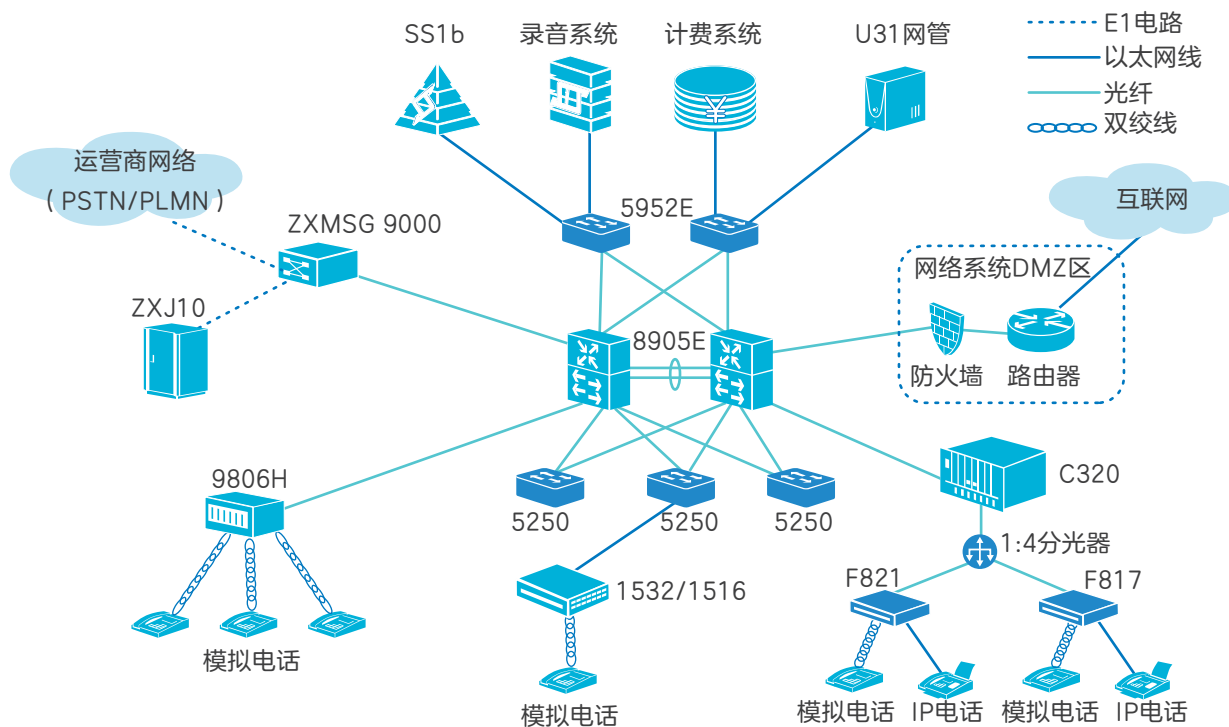 SS1b
录音系统
计费系统
U31网管
E1电路
以太网线
光纤
双绞线
运营商网络
（PSTN/PLMN）
互联网
ZXMSG 9000
5952E
网络系统DMZ区
ZXJ10
8905E
防火墙
路由器
9806H
C320
5250
5250
5250
1:4分光器
1532/1516
F821
F817
模拟电话
模拟电话
模拟电话
IP电话
模拟电话
IP电话